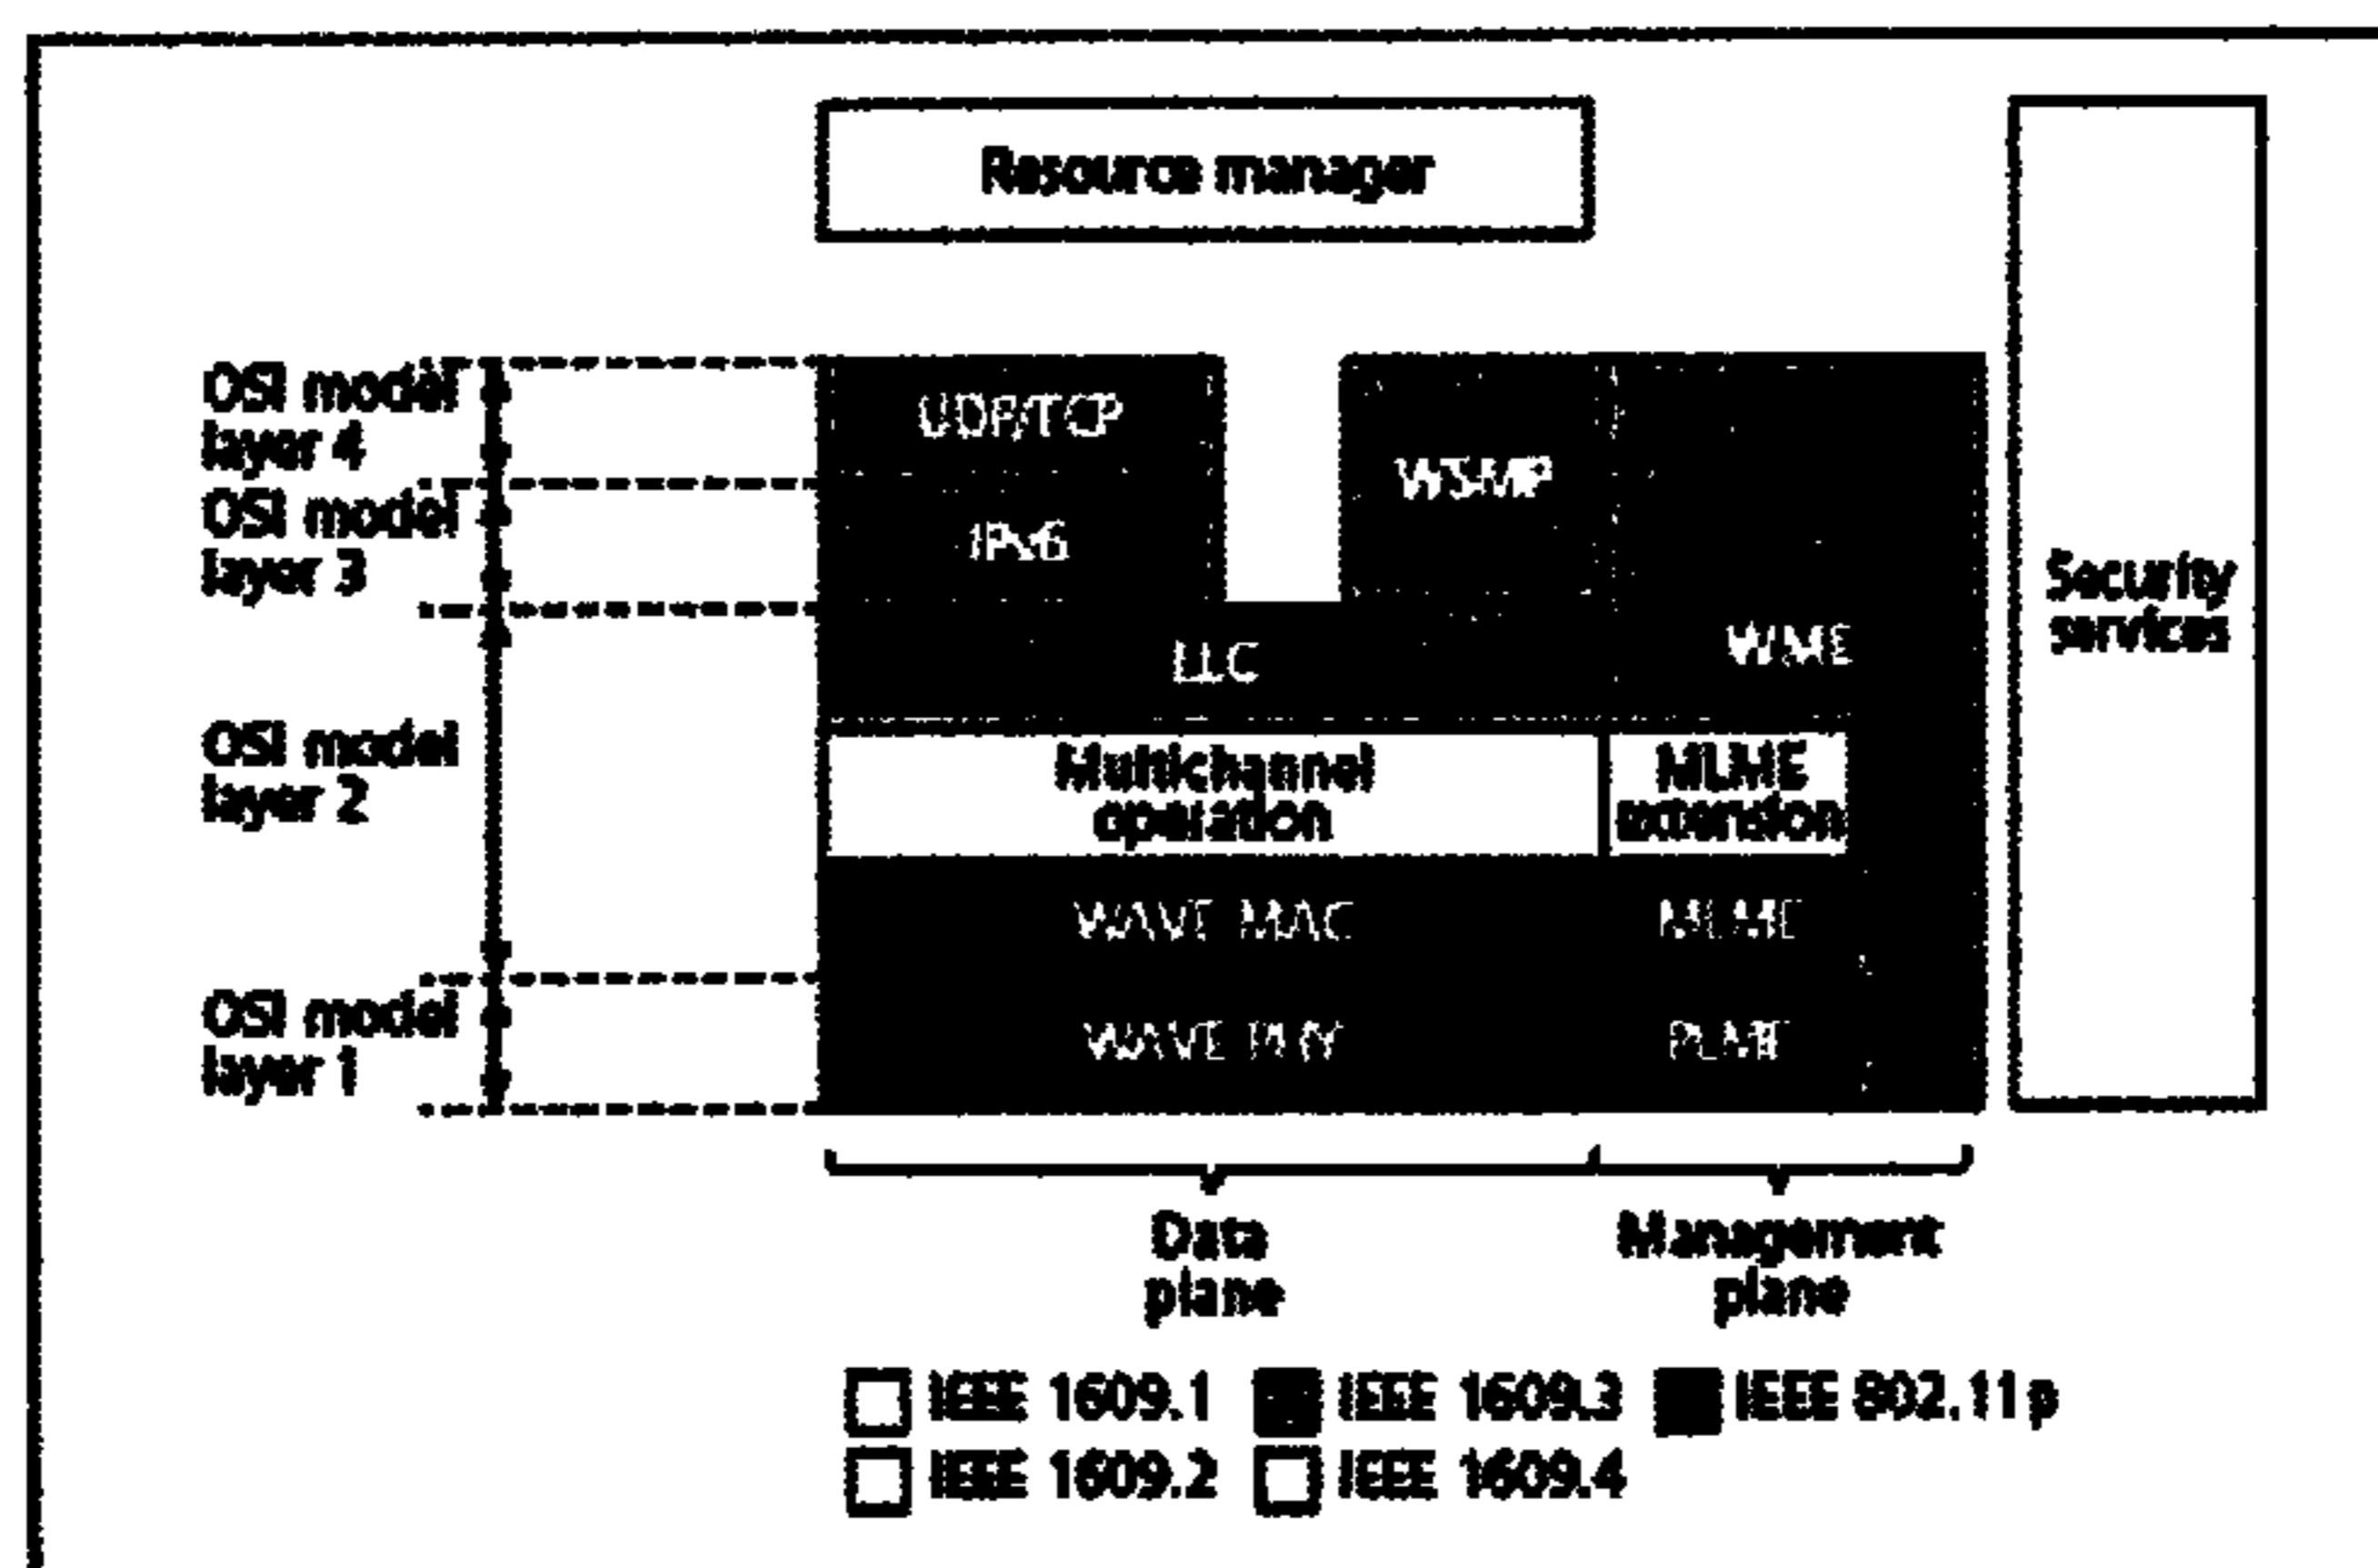 Resource manager
OSI model
layer 4
UDP/TCP
WSMP
OSI model
layer 3
IPv6
Security
services
LLC
WME
OSI model
layer 2
Multichannel
operation
MLME
extension
WAVE MAC
MLME
OSI model
layer 1
WAVE PHY
PLME
Data
plane
Management
plane
IEEE 1609.1
IEEE 1609.3
IEEE 802.11p
IEEE 1609.2
IEEE 1609.4